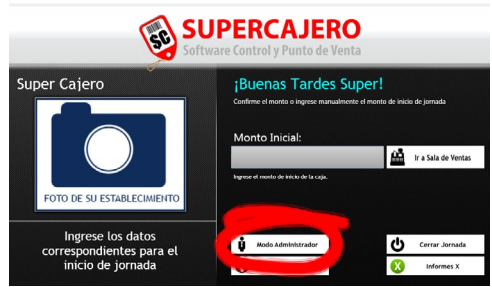 SC
SUPERCAJERO
Software Control y Punto de Venta
Super Cajero
FOTO DE SU ESTABLECIMIENTO
Ingrese los datos
correspondientes para el
inicio de jornada
¡Buenas Tardes Super!
Confirme el monto o ingrese manualmente el monto de inicio de jornada
Monto Inicial:
Ir a Sala de Ventas
Ingrese el monto de inicio de la caja.
Modo Administrador
Cerrar Jornada
X
Informes X